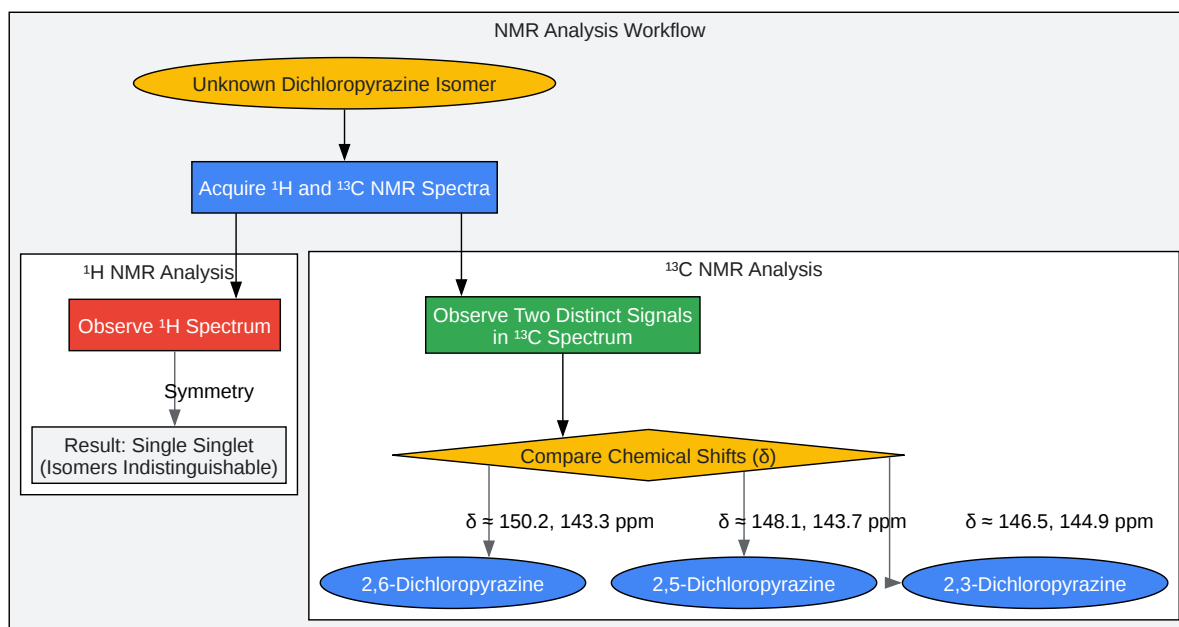 NMR Analysis Workflow
Unknown Dichloropyrazine Isomer
Acquire ¹H and ¹³C NMR Spectra
¹H NMR Analysis
Observe ¹H Spectrum
Symmetry
Result: Single Singlet
(Isomers Indistinguishable)
¹³C NMR Analysis
Observe Two Distinct Signals
in ¹³C Spectrum
Compare Chemical Shifts (δ)
δ ≈ 150.2, 143.3 ppm
δ ≈ 148.1, 143.7 ppm
δ ≈ 146.5, 144.9 ppm
2,6-Dichloropyrazine
2,5-Dichloropyrazine
2,3-Dichloropyrazine